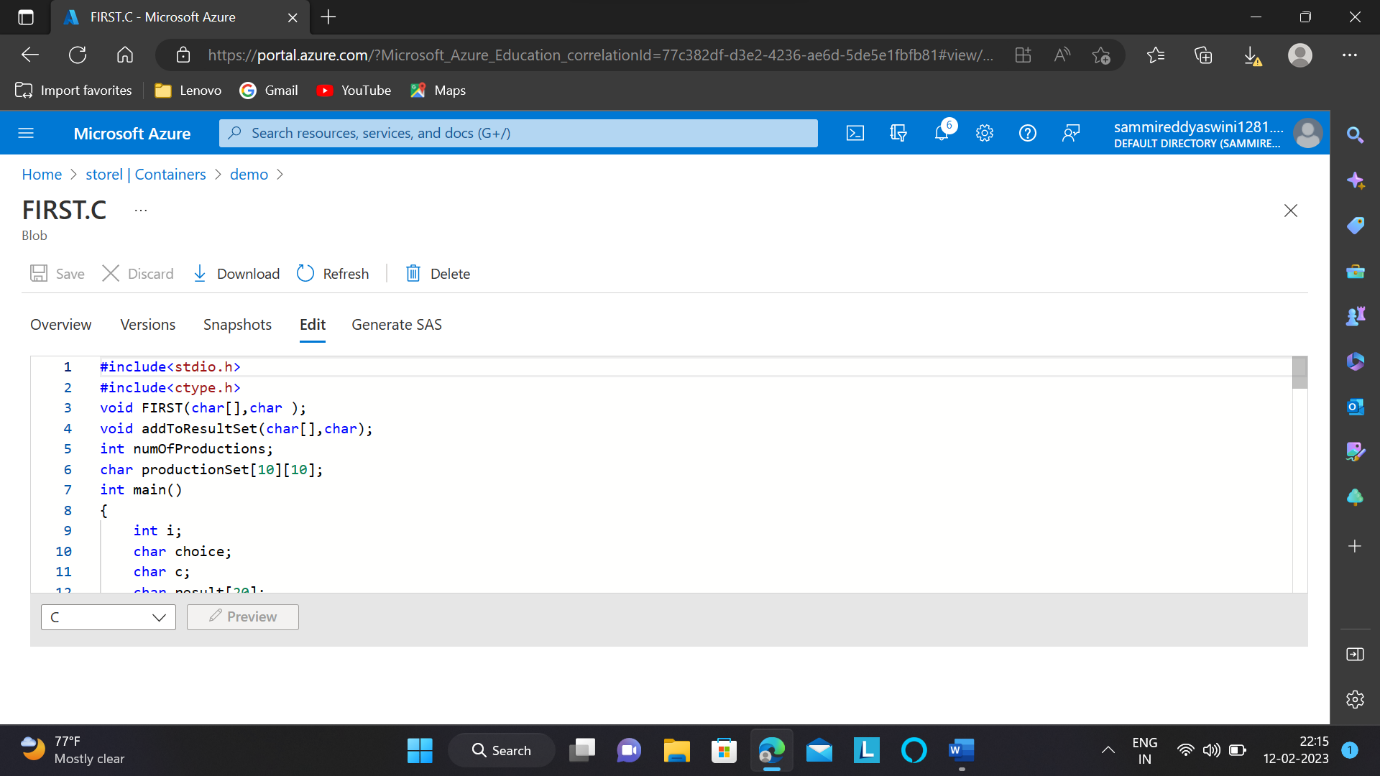 FIRST.C - Microsoft Azure
https://portal.azure.com/?Microsoft_Azure_Education_correlationId=77c382df-d3e2-4236-ae6d-5de5e1fbfb81#view/...
Import favorites Lenovo Gmail YouTube Maps
Microsoft Azure Search resources, services, and docs (G+/) 6 sammireddyaswini1281....
DEFAULT DIRECTORY (SAMMIRE...
Home > storel | Containers > demo >
FIRST.C ...
Blob
Save Discard Download Refresh Delete
Overview Versions Snapshots Edit Generate SAS
1 #include<stdio.h>
2 #include<ctype.h>
3 void FIRST(char[],char );
4 void addToResultSet(char[],char);
5 int numOfProductions;
6 char productionSet[10][10];
7 int main()
8 {
9 int i;
10 char choice;
11 char c;
12 char result[20];
C Preview
77°F
Mostly clear
Search
ENG
IN
22:15
12-02-2023
1